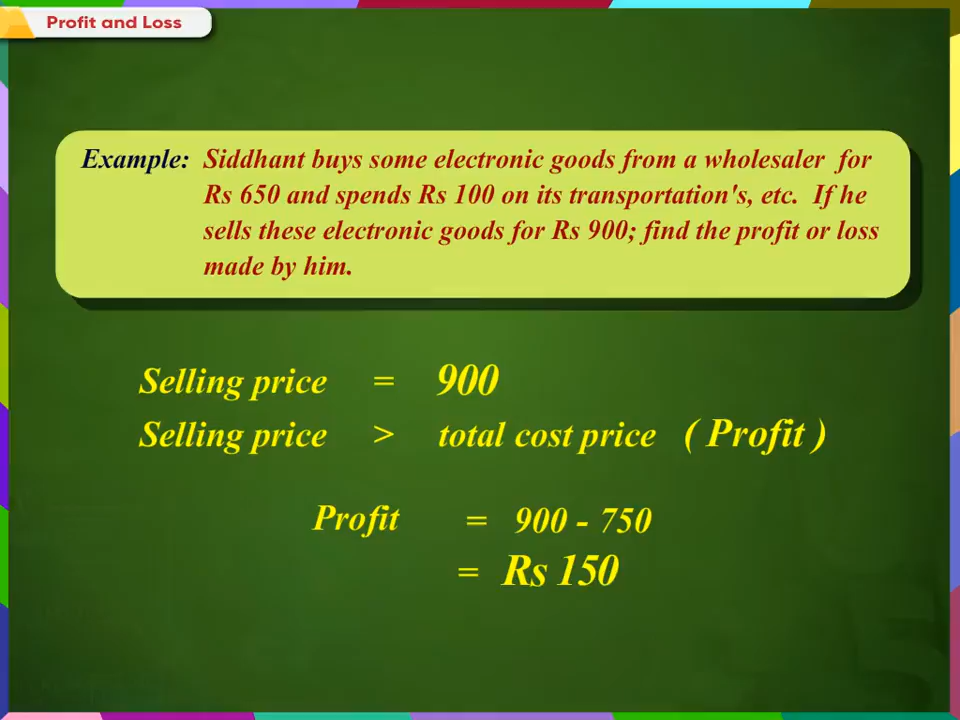 Profit and Loss
Example: Siddhant buys some electronic goods from a wholesaler for
Rs 650 and spends Rs 100 on its transportation's, etc. If he
sells these electronic goods for Rs 900; find the profit or loss
made by him.
Selling price = 900
Selling price > total cost price ( Profit )
Profit = 900 - 750
= Rs 150